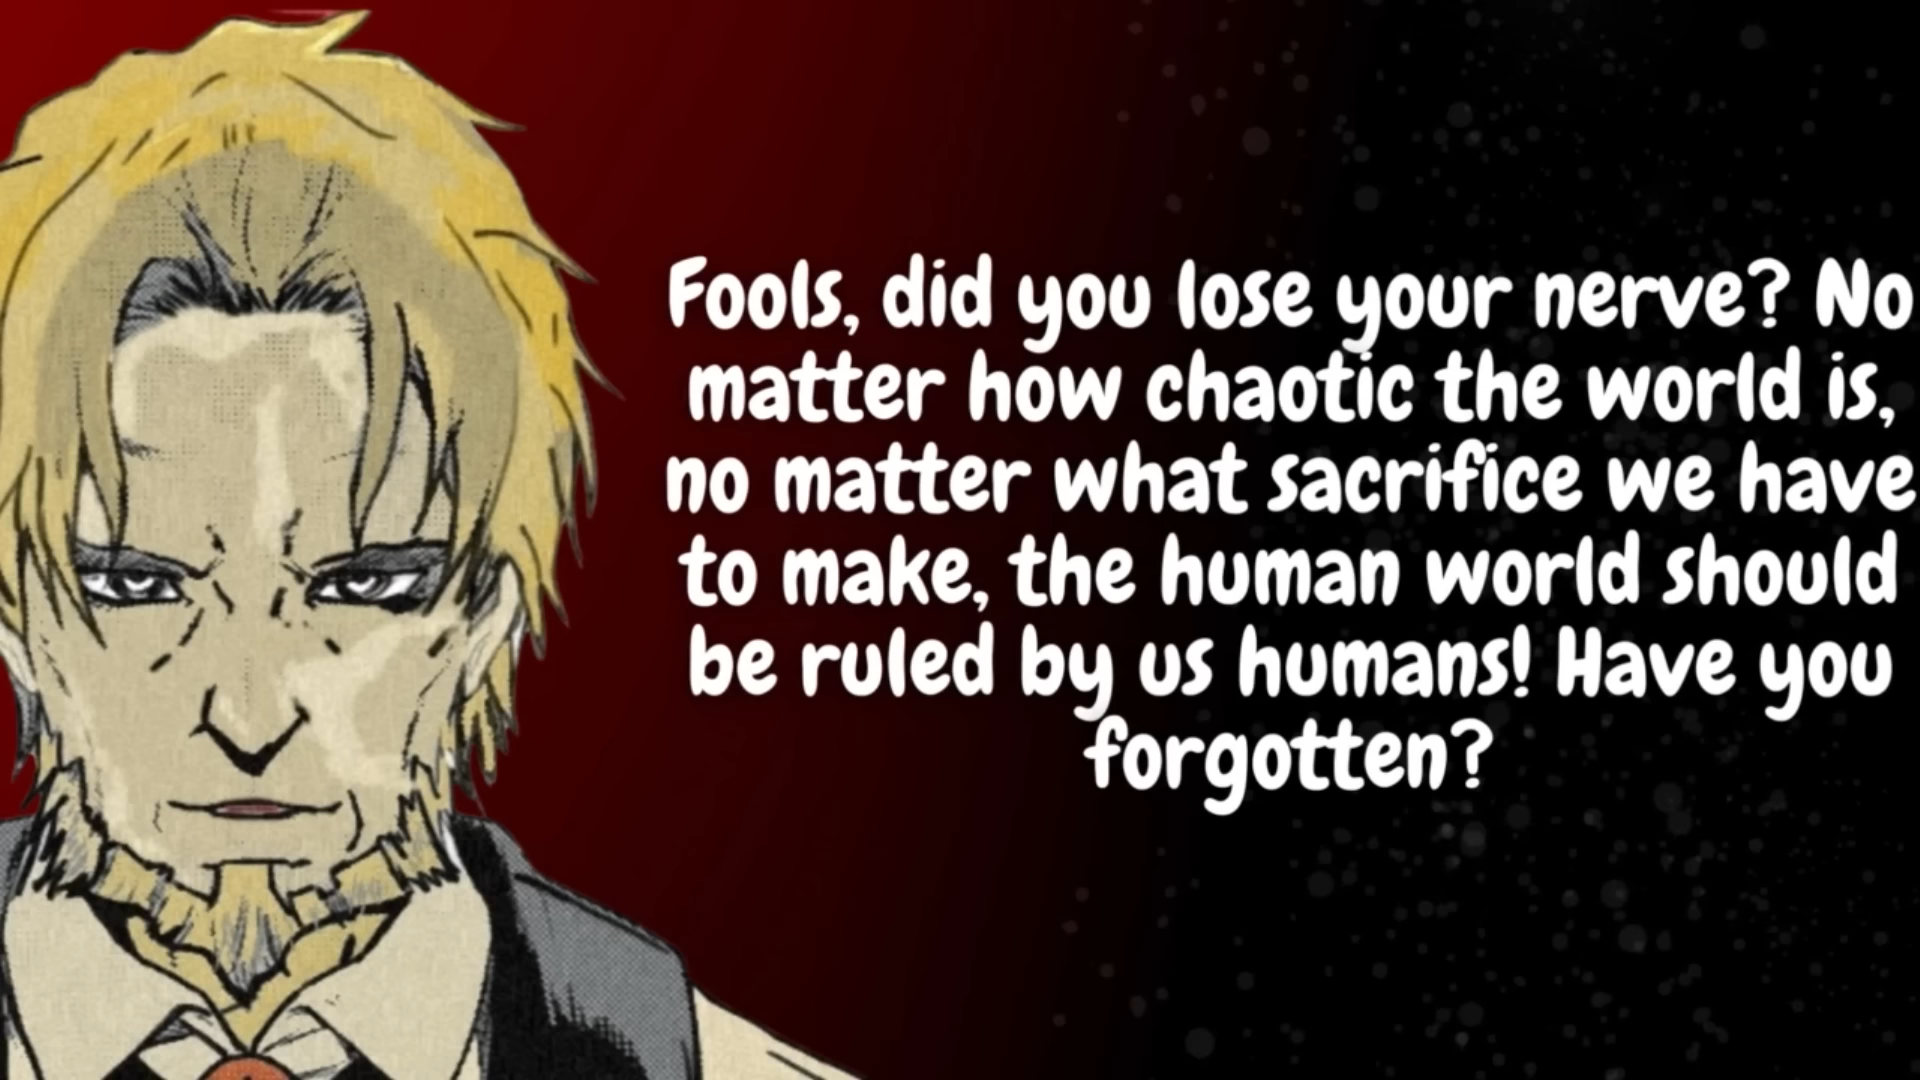 Fools, did you lose your nerve? No
matter how chaotic the world is,
no matter what sacrifice we have
to make, the human world should
be ruled by us humans! Have you
forgotten?